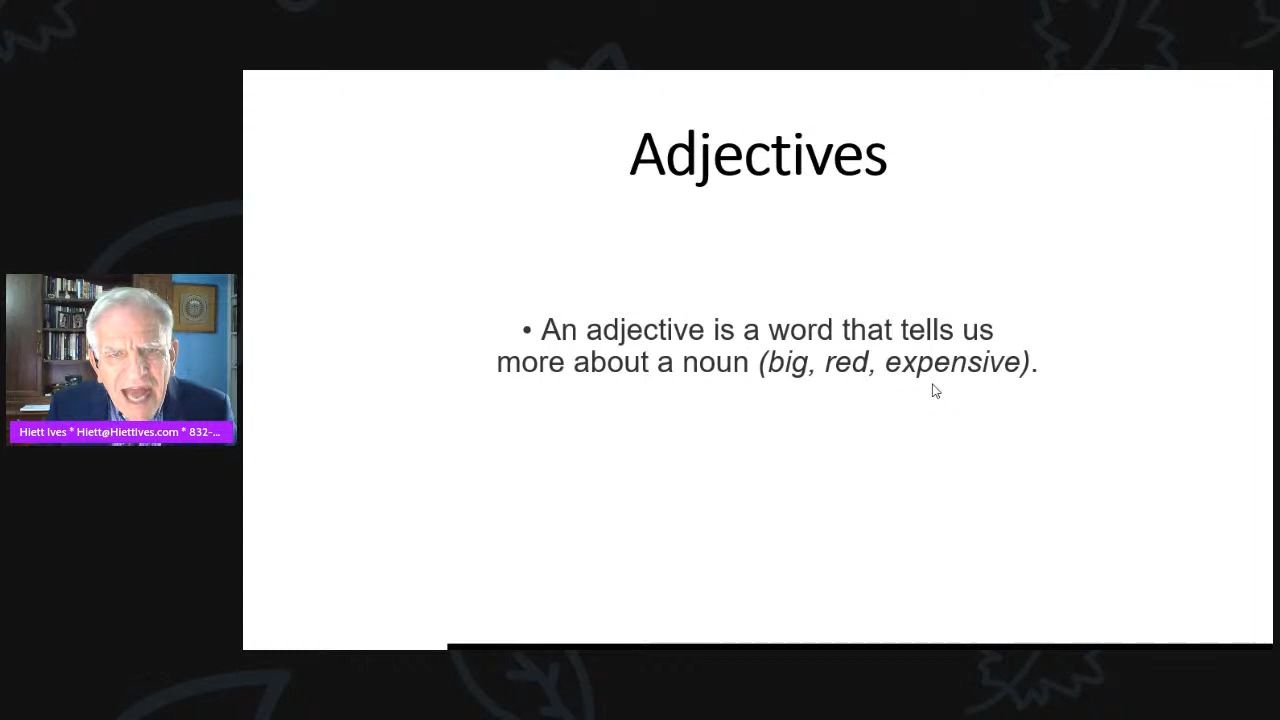 Adjectives
• An adjective is a word that tells us
more about a noun (big, red, expensive).
Hiett Ives * Hiett@HiettIves.com * 832-...